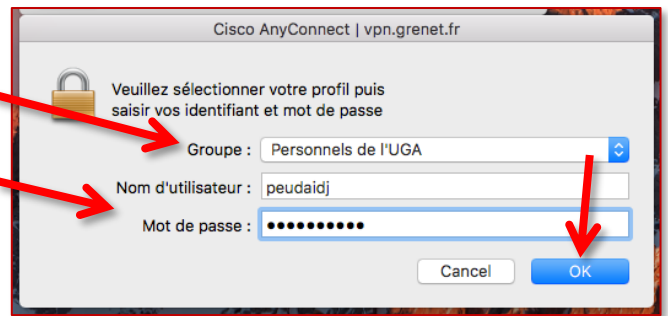 Cisco AnyConnect | vpn.grenet.fr
Veuillez sélectionner votre profil puis
saisir vos identifiant et mot de passe
Groupe : Personnels de l'UGA
Nom d'utilisateur : peudaidj
Mot de passe : ••••••••••
Cancel OK